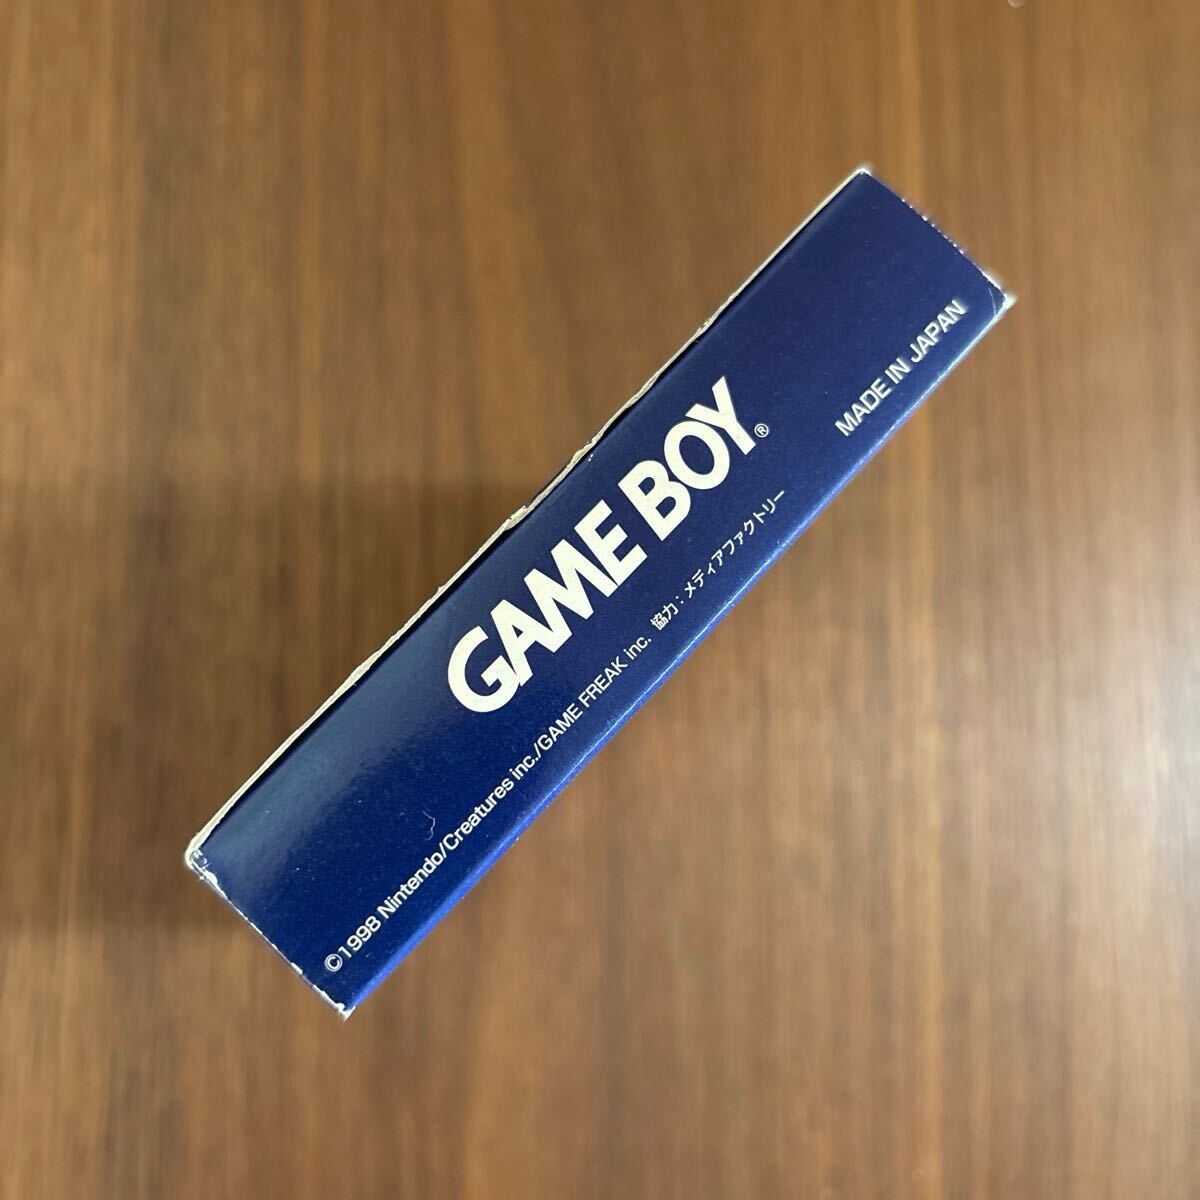 GAME BOY®
©1998 Nintendo/Creatures inc./GAME FREAK inc. 協力：メディアファクトリー
MADE IN JAPAN